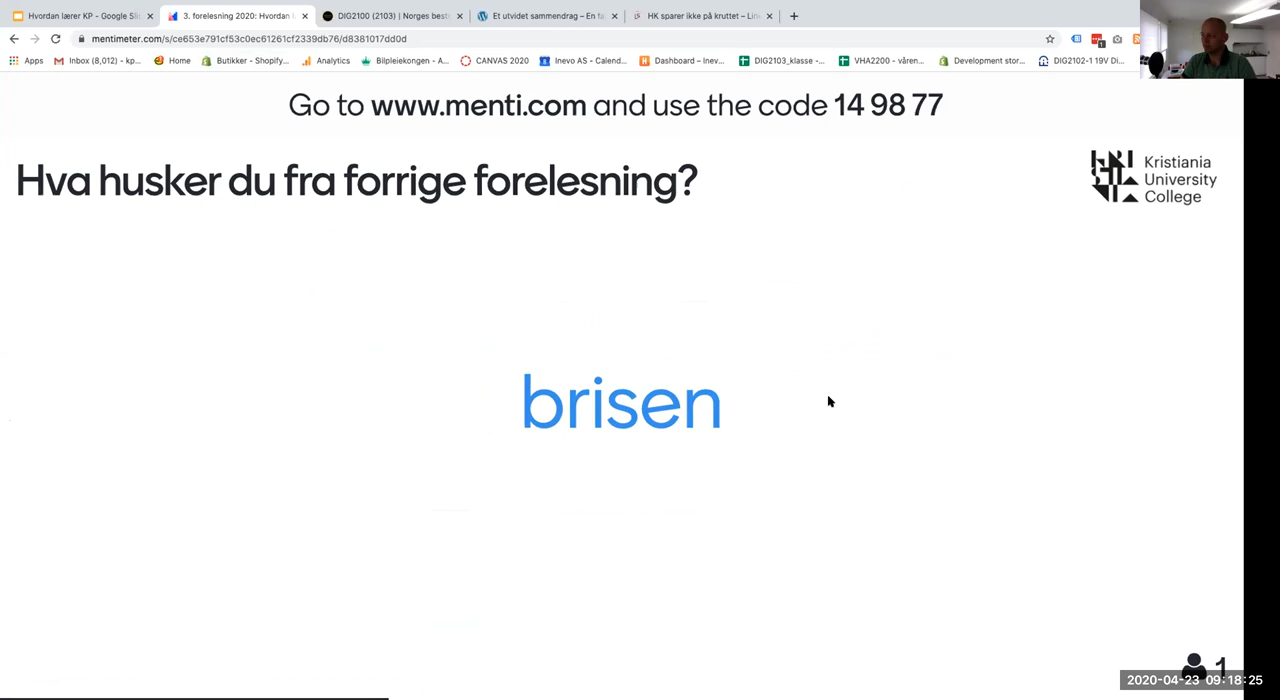 Hvordan lærer KP - Google Sli
3. forelesning 2020: Hvordan l
DIG2100 (2103) | Norges best
Et utvidet sammendrag – En fa
HK sparer ikke på kruttet – Lin
mentimeter.com/s/ce653e791cf53c0ec61261cf2339db76/d8381017dd0d
1
Apps
Inbox (8,012) - kp...
Home
Butikker - Shopify...
Analytics
Bilpleiekongen - A...
CANVAS 2020
Inevo AS - Calend...
Dashboard – Inev...
DIG2103_klasse -...
VHA2200 - våren...
Development stor...
DIG2102-1 19V Di...
Go to www.menti.com and use the code 14 98 77
Hva husker du fra forrige forelesning?
Kristiania
University
College
brisen
1
2020-04-23 09:18:25